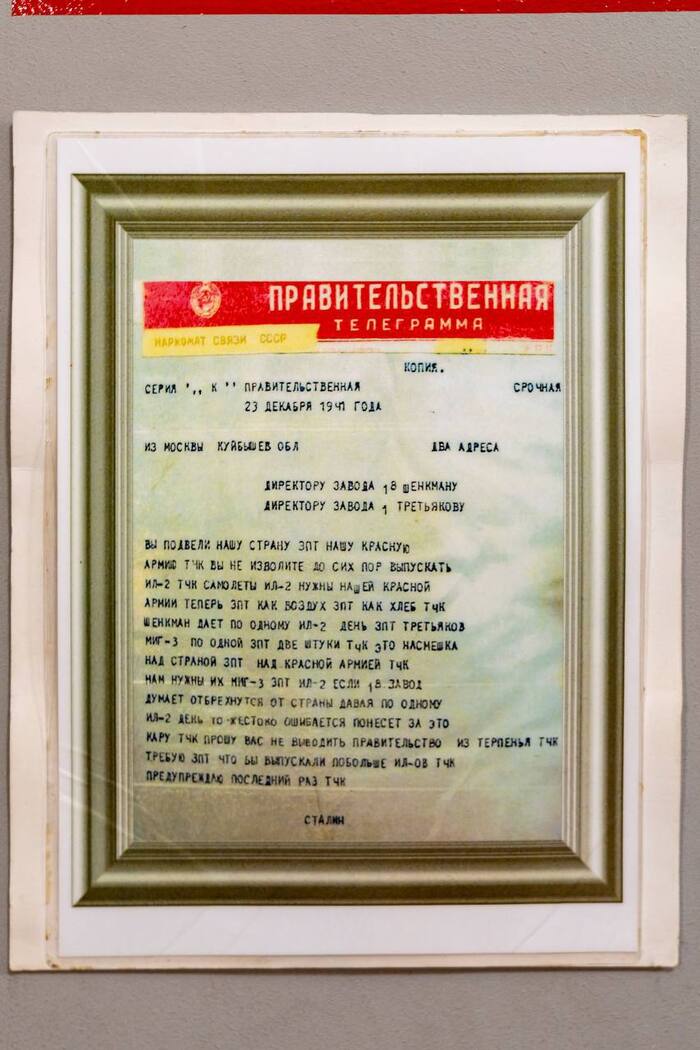 ПРАВИТЕЛЬСТВЕННАЯ
ТЕЛЕГРАММА
НАРКОМАТ СВЯЗИ СССР
КОПИЯ.
СЕРИЯ ",, К '' ПРАВИТЕЛЬСТВЕННАЯ СРОЧНАЯ
23 ДЕКАБРЯ 1941 ГОДА
ИЗ МОСКВЫ КУЙБЫШЕВ ОБЛ ДВА АДРЕСА
ДИРЕКТОРУ ЗАВОДА 18 ШЕНКМАНУ
ДИРЕКТОРУ ЗАВОДА 1 ТРЕТЬЯКОВУ
ВЫ ПОДВЕЛИ НАШУ СТРАНУ ЗПТ НАШУ КРАСНУЮ
АРМИЮ ТЧК ВЫ НЕ ИЗВОЛИТЕ ДО СИХ ПОР ВЫПУСКАТЬ
ИЛ-2 ТЧК САМОЛЕТЫ ИЛ-2 НУЖНЫ НАШЕЙ КРАСНОЙ
АРМИИ ТЕПЕРЬ ЗПТ КАК ВОЗДУХ ЗПТ КАК ХЛЕБ ТЧК
ШЕНКМАН ДАЕТ ПО ОДНОМУ ИЛ-2 ДЕНЬ ЗПТ ТРЕТЬЯКОВ
МИГ-3 ПО ОДНОЙ ЗПТ ДВЕ ШТУКИ ТЧК ЭТО НАСМЕШКА
НАД СТРАНОЙ ЗПТ НАД КРАСНОЙ АРМИЕЙ ТЧК
НАМ НУЖНЫ ИХ МИГ-3 ЗПТ ИЛ-2 ЕСЛИ 18 ЗАВОД
ДУМАЕТ ОТБРЕХНУТСЯ ОТ СТРАНЫ ДАВАЯ ПО ОДНОМУ
ИЛ-2 ДЕНЬ ТО ЖЕСТОКО ОШИБАЕТСЯ ПОНЕСЕТ ЗА ЭТО
КАРУ ТЧК ПРОШУ ВАС НЕ ВЫВОДИТЬ ПРАВИТЕЛЬСТВО ИЗ ТЕРПЕНЬЯ ТЧК
ТРЕБУЮ ЗПТ ЧТО БЫ ВЫПУСКАЛИ ПОБОЛЬШЕ ИЛ-ОВ ТЧК
ПРЕДУПРЕЖДАЮ ПОСЛЕДНИЙ РАЗ ТЧК
СТАЛИН